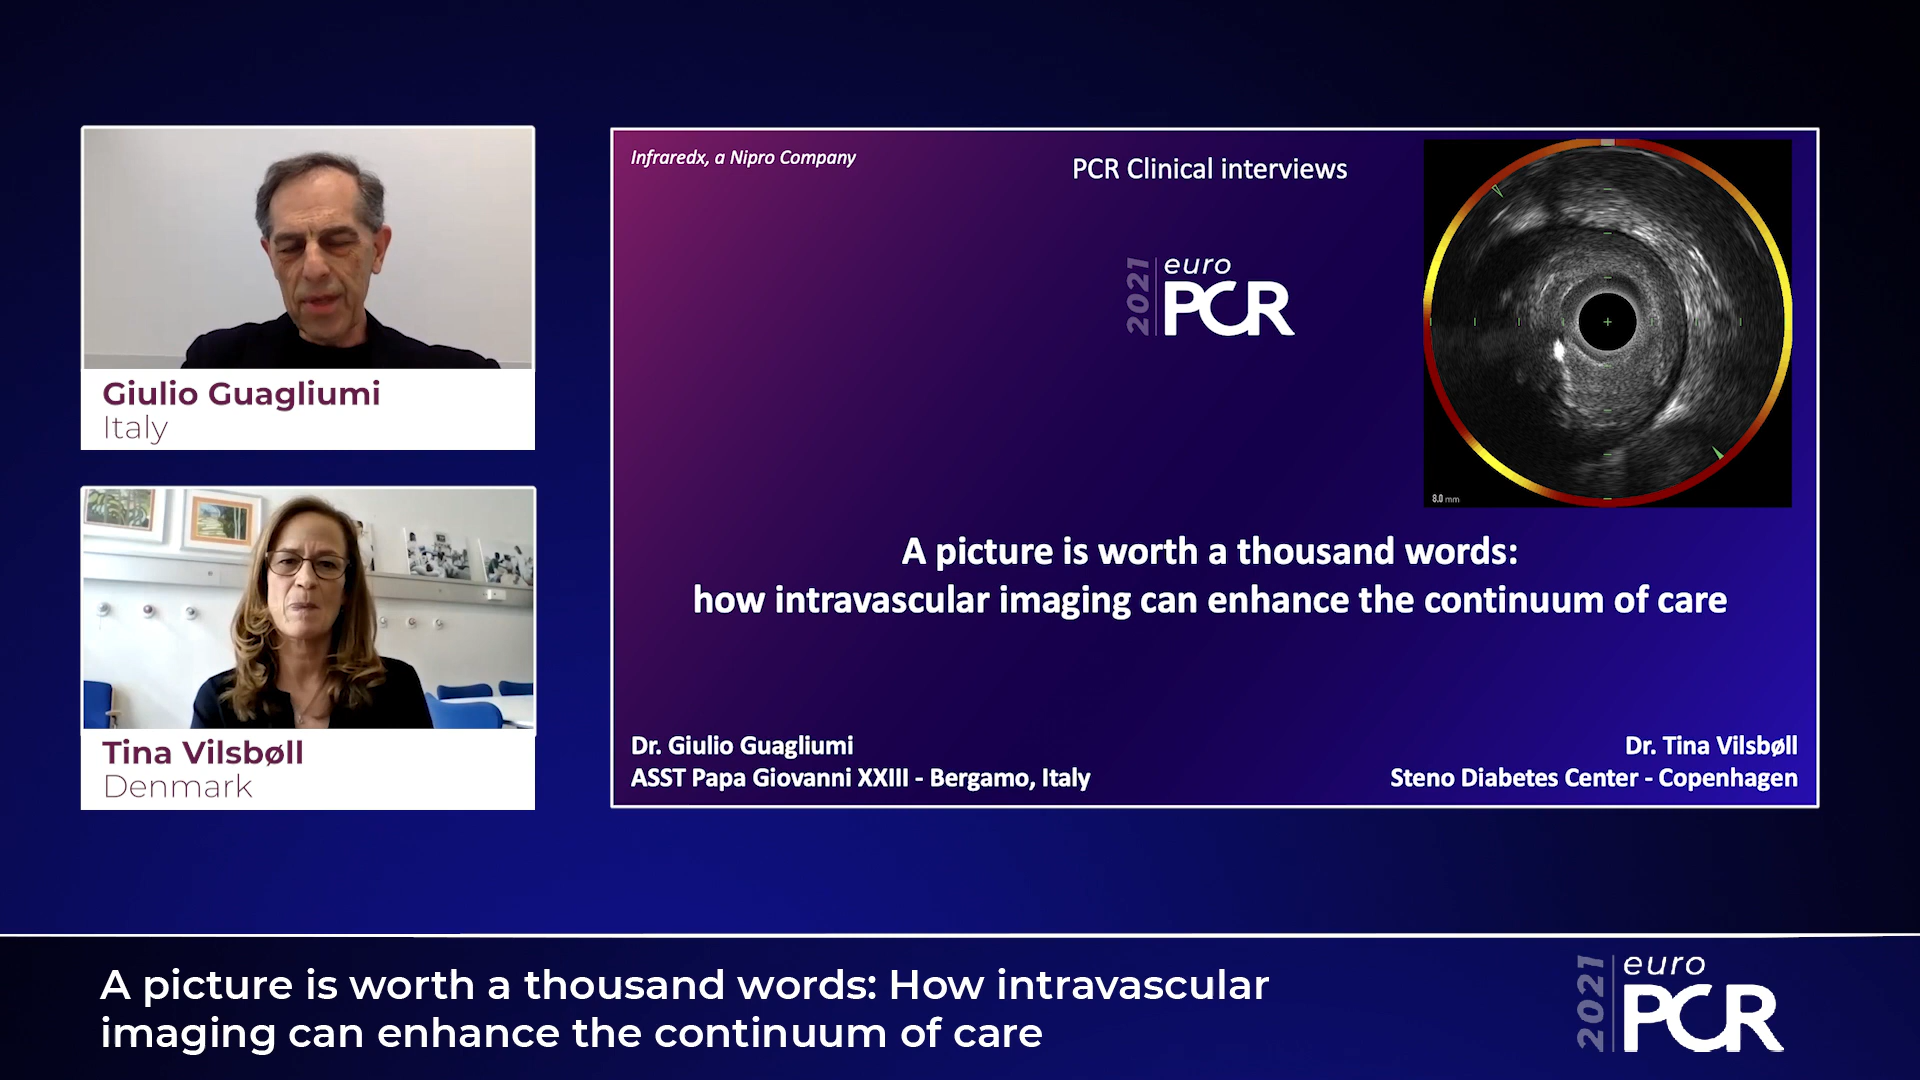 Giulio Guagliumi
Italy
Tina Vilsbøll
Denmark
Infraredx, a Nipro Company
PCR Clinical interviews
2021
euro
PCR
8.0 mm
A picture is worth a thousand words:
how intravascular imaging can enhance the continuum of care
Dr. Giulio Guagliumi
ASST Papa Giovanni XXIII - Bergamo, Italy
Dr. Tina Vilsbøll
Steno Diabetes Center - Copenhagen
A picture is worth a thousand words: How intravascular
imaging can enhance the continuum of care
2021
euro
PCR